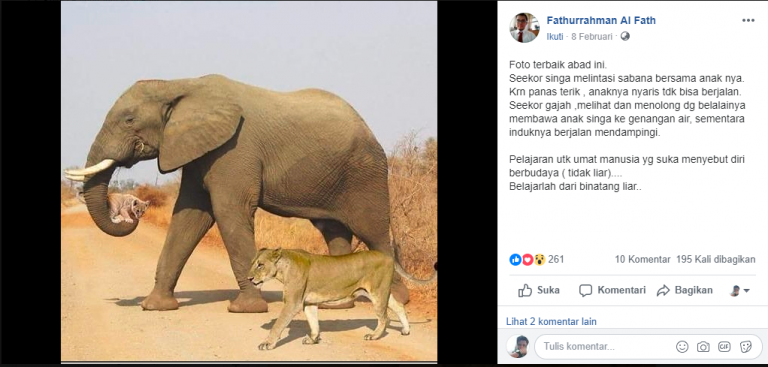 Fathurrahman Al Fath
Ikuti · 8 Februari ·
Foto terbaik abad ini.
Seekor singa melintasi sabana bersama anak nya.
Krn panas terik , anaknya nyaris tdk bisa berjalan.
Seekor gajah ,melihat dan menolong dg belalainya
membawa anak singa ke genangan air, sementara
induknya berjalan mendampingi.
Pelajaran utk umat manusia yg suka menyebut diri
berbudaya ( tidak liar)....
Belajarlah dari binatang liar..
261 10 Komentar 195 Kali dibagikan
Suka Komentari Bagikan
Lihat 2 komentar lain
Tulis komentar...
GIF